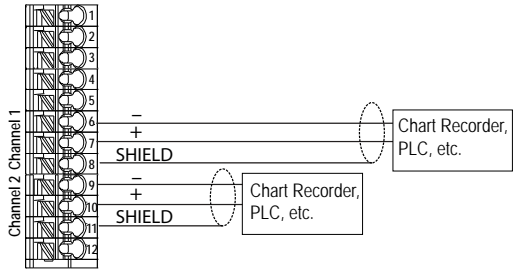 1
2
3
4
5
6
7
8
9
10
11
12
Channel 1
Channel 2
–
+
SHIELD
Chart Recorder,
PLC, etc.
–
+
SHIELD
Chart Recorder,
PLC, etc.